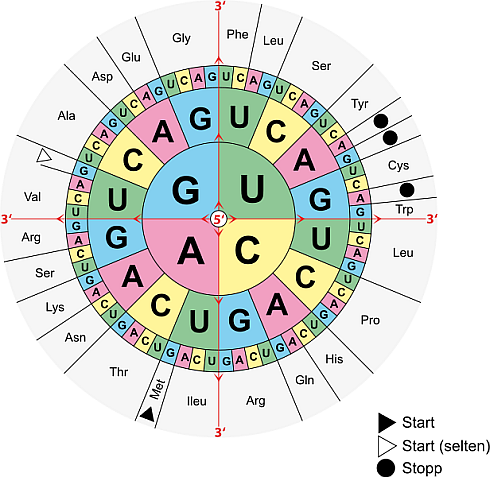 3'
Phe
Leu
Ser
Tyr
Cys
Trp
3'
Leu
Pro
His
Gln
Arg
3'
Ileu
Met
Thr
Asn
Lys
Ser
Arg
3'
Val
Ala
Asp
Glu
Gly
U C A G U C A G U C A G U C A G
U C A G U C A G U C A G U C A G
U C A G U C A G U C A G U C A G
U C A G U C A G U C A G U C A G
U C A G
U C A G
U C A G
U C A G
G U
5'
A C
Start
Start (selten)
Stopp